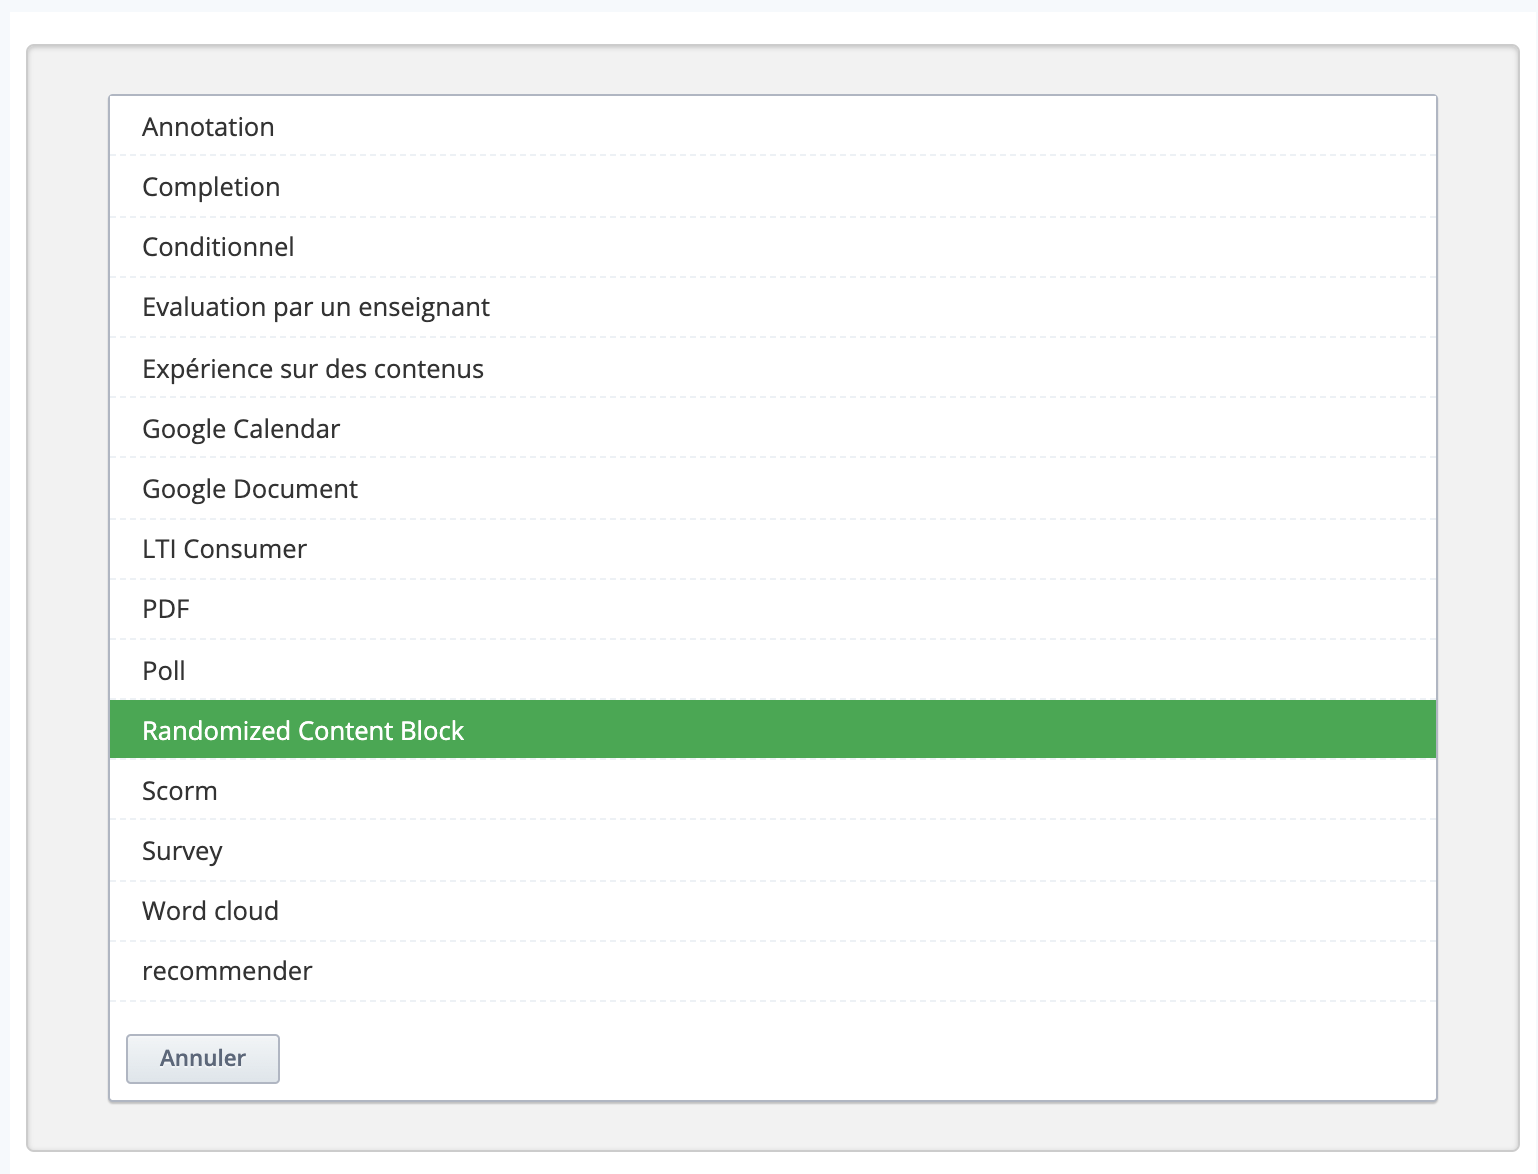 Annotation
Completion
Conditionnel
Evaluation par un enseignant
Expérience sur des contenus
Google Calendar
Google Document
LTI Consumer
PDF
Poll
Randomized Content Block
Scorm
Survey
Word cloud
recommender
Annuler